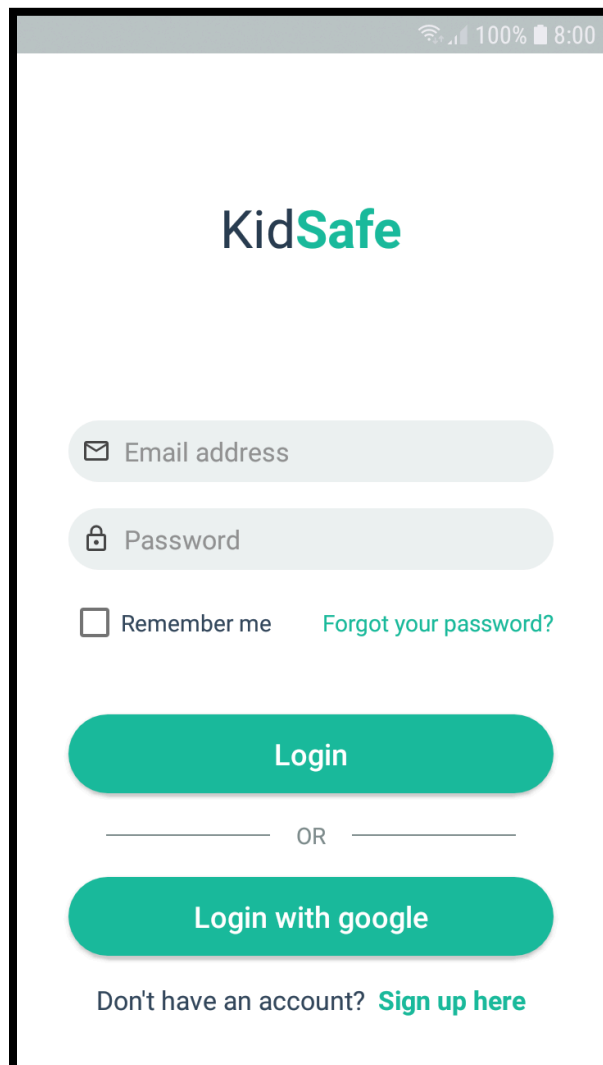 100% 8:00
KidSafe
Email address
Password
Remember me Forgot your password?
Login
OR
Login with google
Don't have an account? Sign up here